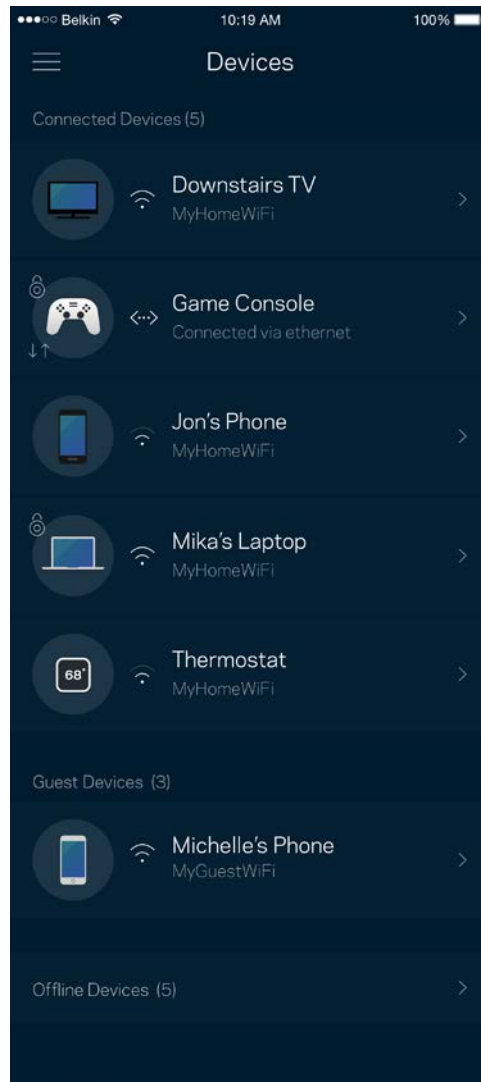 Belkin 10:19 AM 100%
Devices
Connected Devices (5)
Downstairs TV
MyHomeWiFi
Game Console
Connected via ethernet
Jon's Phone
MyHomeWiFi
Mika's Laptop
MyHomeWiFi
68°
Thermostat
MyHomeWiFi
Guest Devices (3)
Michelle's Phone
MyGuestWiFi
Offline Devices (5)